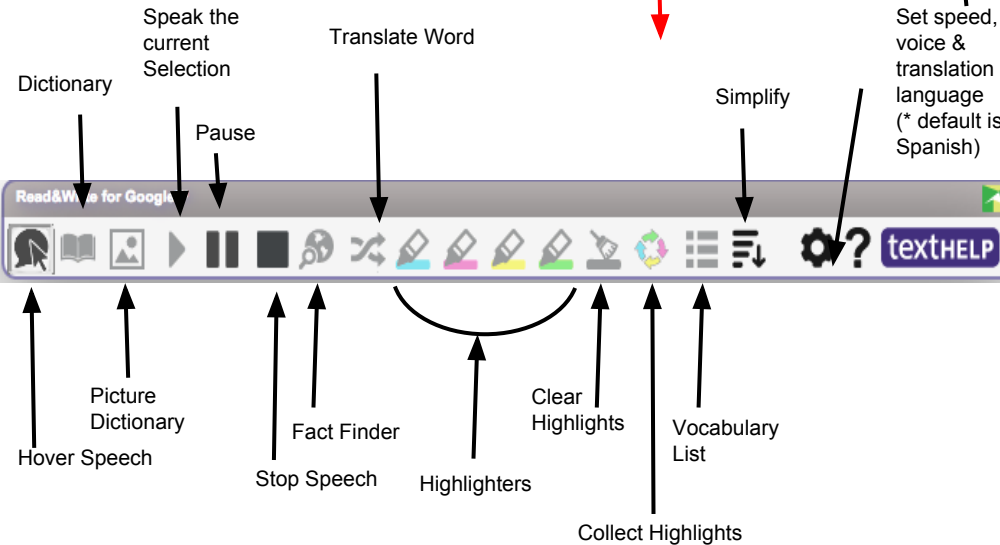 Speak the
current
Selection
Dictionary
Pause
Translate Word
Simplify
Set speed,
voice &
translation
language
(* default is
Spanish)
Read&Write for Google
? textHELP
Picture
Dictionary
Hover Speech
Fact Finder
Stop Speech
Highlighters
Clear
Highlights
Vocabulary
List
Collect Highlights